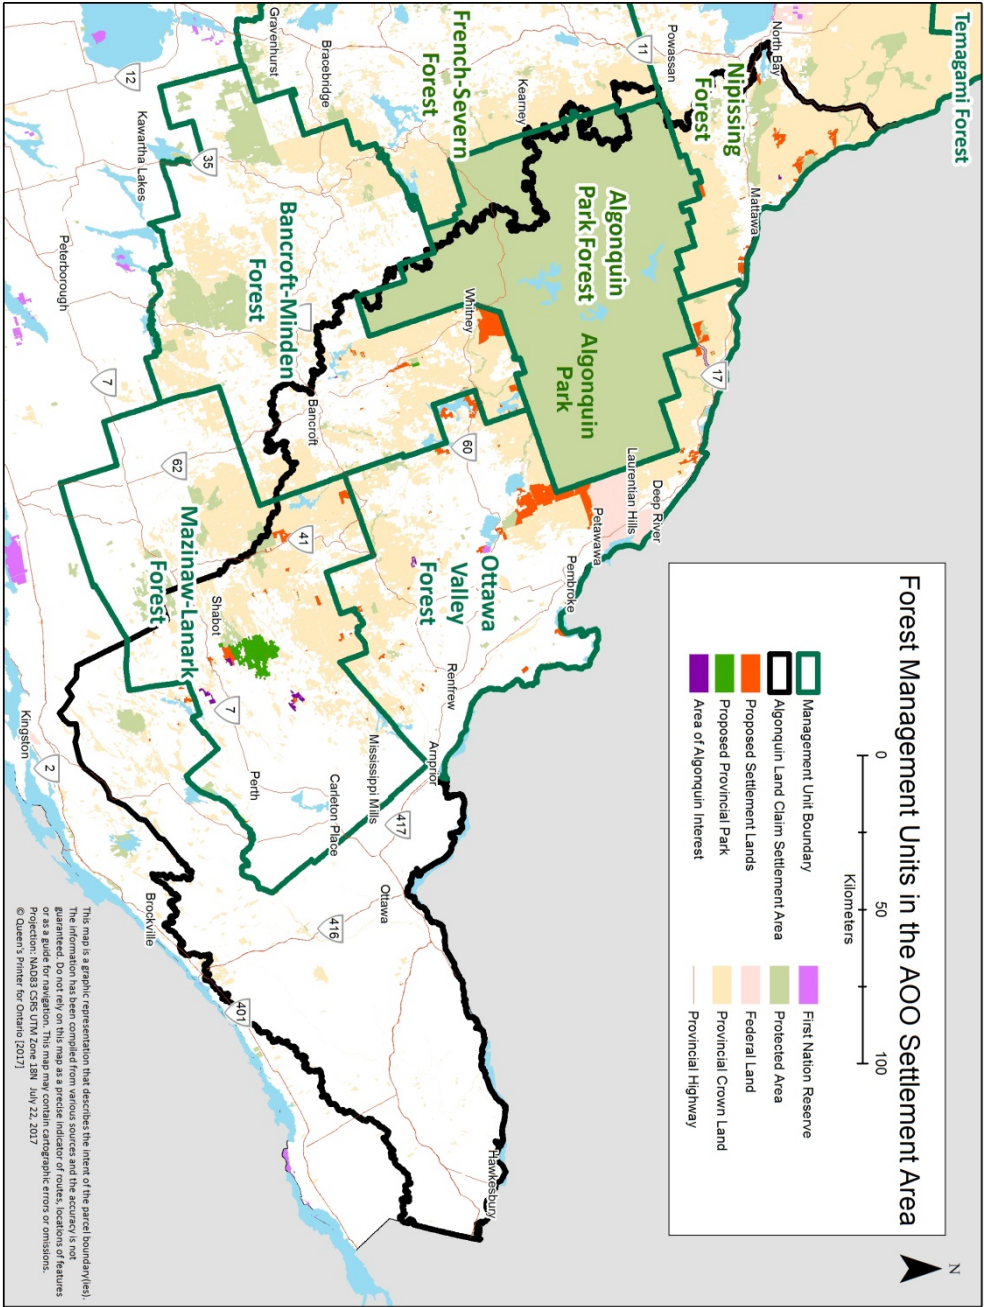 Forest Management Units in the AOO Settlement Area
N
0
50
100
Kilometers
Management Unit Boundary
Algonquin Land Claim Settlement Area
Proposed Settlement Lands
Proposed Provincial Park
Area of Algonquin Interest
First Nation Reserve
Protected Area
Federal Land
Provincial Crown Land
Provincial Highway
Temagami Forest
North Bay
Nipissing
Forest
Mattawa
Powassan
11
17
French-Severn
Forest
Kearney
Algonquin
Park Forest
Algonquin
Park
Deep River
Laurentian Hills
Petawawa
Pembroke
Whitney
60
Ottawa
Valley
Forest
Renfrew
Arnprior
Gravenhurst
Bracebridge
12
35
Kawartha Lakes
Bancroft-Minden
Forest
Bancroft
Peterborough
7
62
41
Mazinaw-Lanark
Forest
Shabot
7
Perth
Mississippi Mills
Carleton Place
417
Ottawa
416
Hawkesbury
Kingston
2
Brockville
401
This map is a graphic representation that describes the intent of the parcel boundary(ies).
The information has been compiled from various sources and the accuracy is not
guaranteed. Do not rely on this map as a precise indicator of routes, locations of features
or as a guide for navigation. This map may contain cartographic errors or omissions.
Projection: NAD83 CSRS UTM Zone 18N July 22, 2017
© Queen's Printer for Ontario [2017]